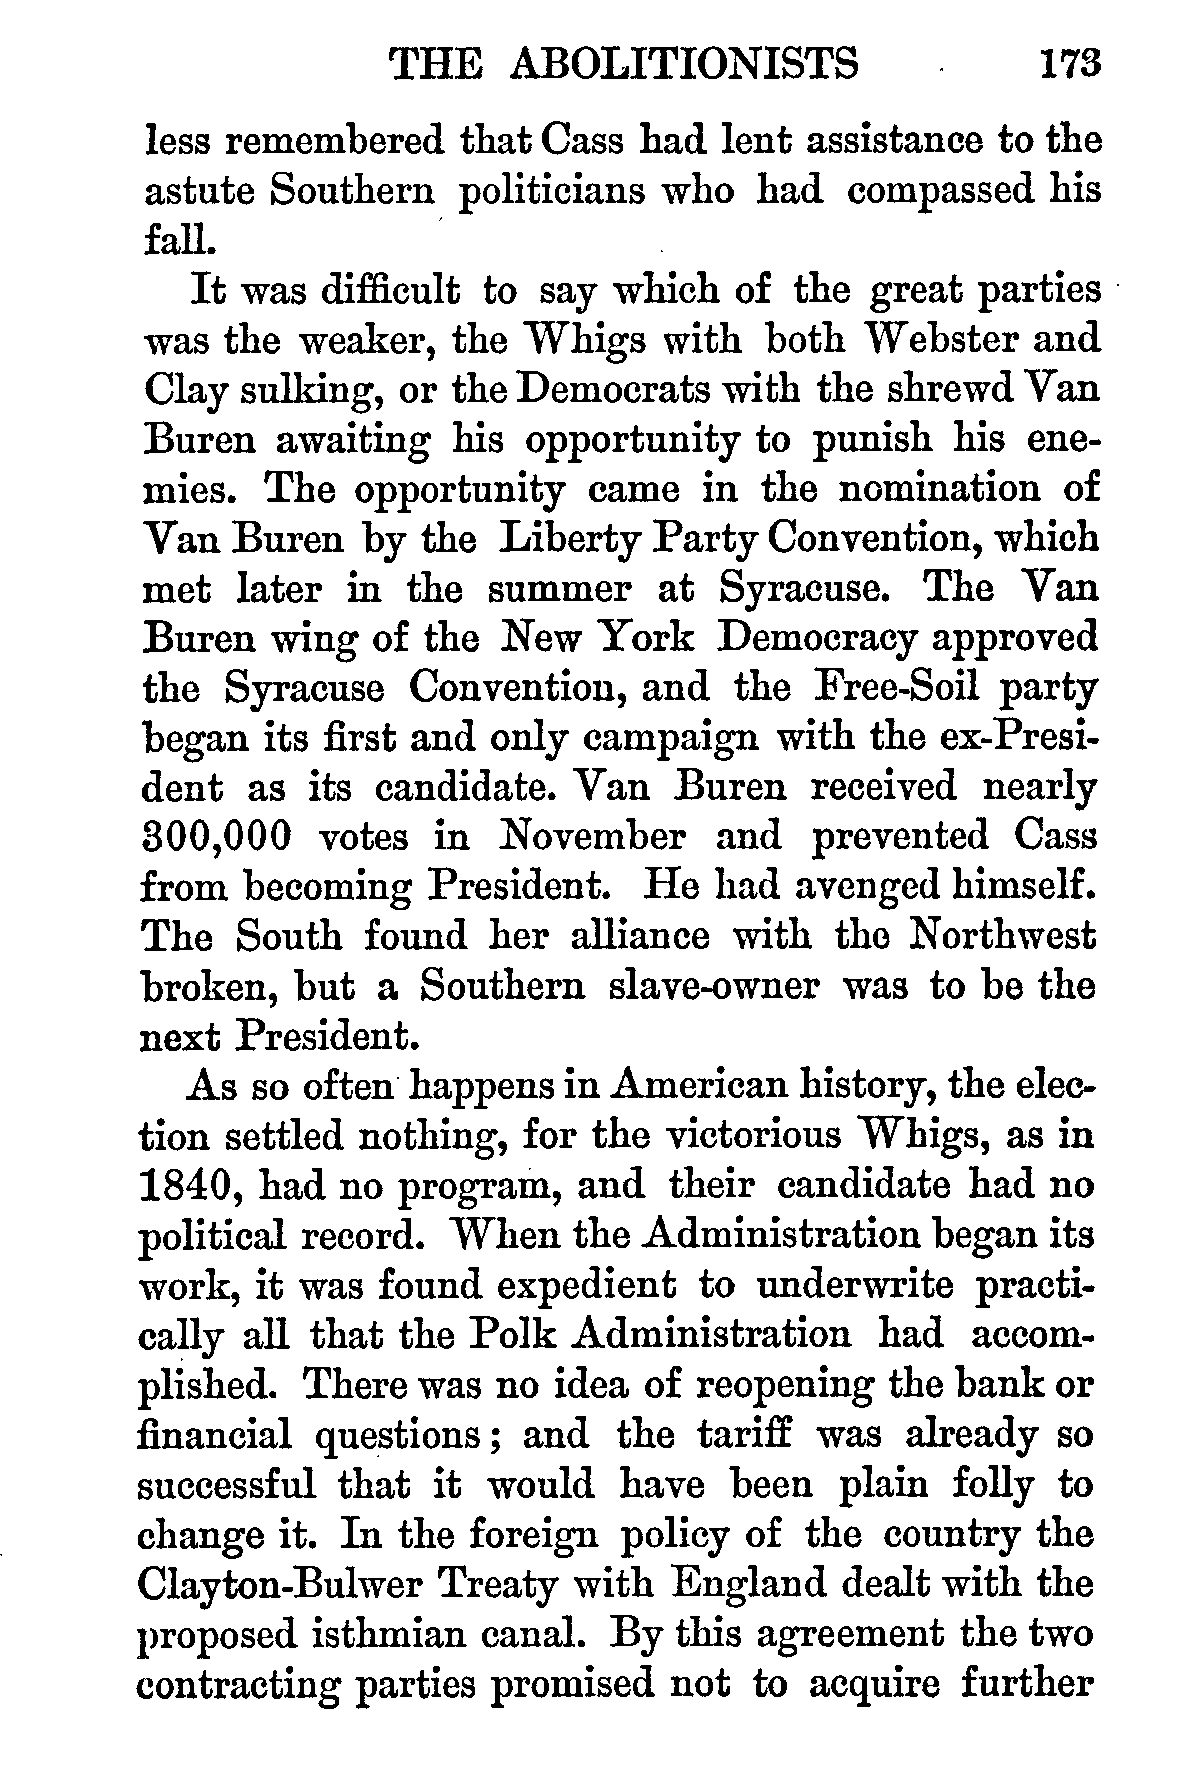 THE ABOLITIONISTS 173
less remembered that Cass had lent assistance to the
astute Southern politicians who had compassed his
fall.
It was difficult to say which of the great parties
was the weaker, the Whigs with both Webster and
Clay sulking, or the Democrats with the shrewd Van
Buren awaiting his opportunity to punish his ene-
mies. The opportunity came in the nomination of
Van Buren by the Liberty Party Convention, which
met later in the summer at Syracuse. The Van
Buren wing of the New York Democracy approved
the Syracuse Convention, and the Free-Soil party
began its first and only campaign with the ex-Presi-
dent as its candidate. Van Buren received nearly
300,000 votes in November and prevented Cass
from becoming President. He had avenged himself.
The South found her alliance with the Northwest
broken, but a Southern slave-owner was to be the
next President.
As so often happens in American history, the elec-
tion settled nothing, for the victorious Whigs, as in
1840, had no program, and their candidate had no
political record. When the Administration began its
work, it was found expedient to underwrite practi-
cally all that the Polk Administration had accom-
plished. There was no idea of reopening the bank or
financial questions; and the tariff was already so
successful that it would have been plain folly to
change it. In the foreign policy of the country the
Clayton-Bulwer Treaty with England dealt with the
proposed isthmian canal. By this agreement the two
contracting parties promised not to acquire further